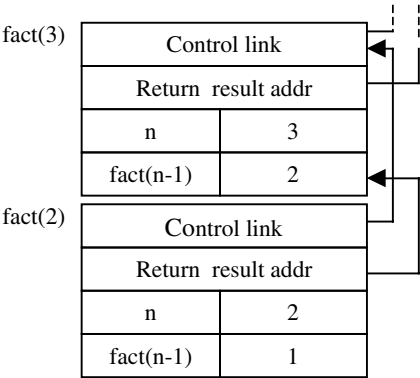 fact(3)
Control link
Return result addr
n 3
fact(n-1) 2
fact(2)
Control link
Return result addr
n 2
fact(n-1) 1